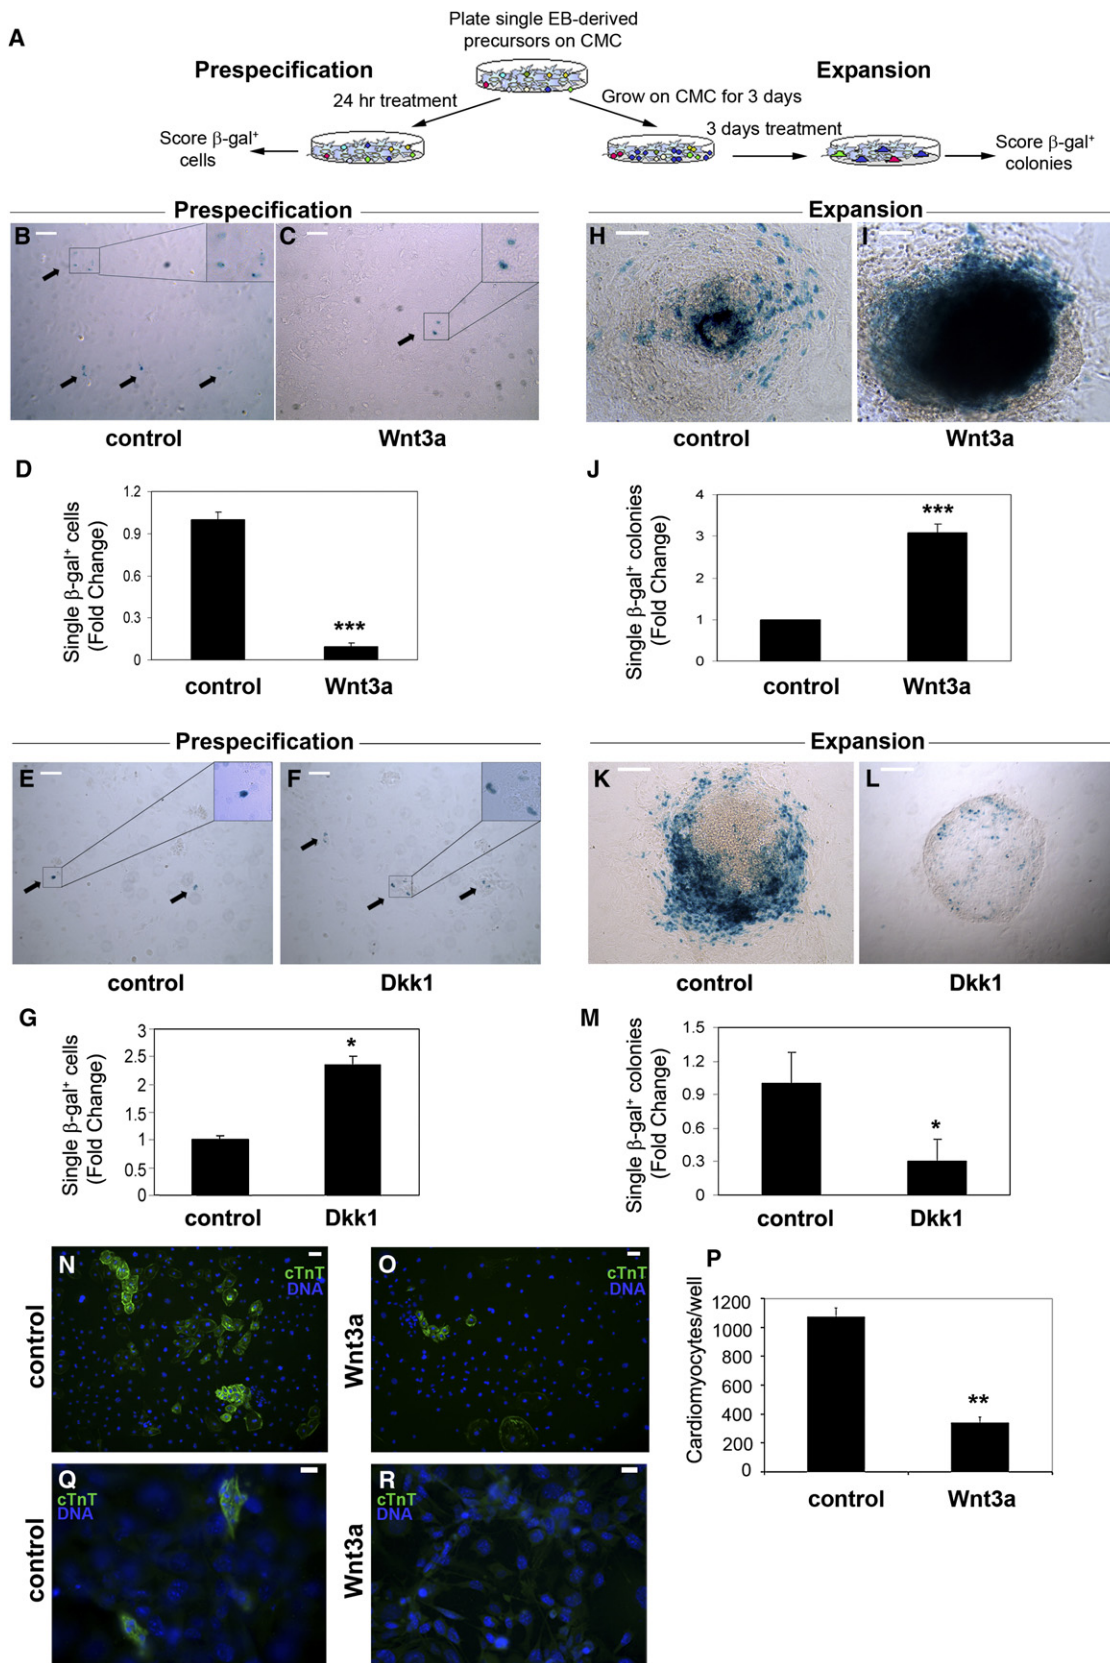 A
Plate single EB-derived
precursors on CMC
Prespecification
Expansion
24 hr treatment
Grow on CMC for 3 days
Score β-gal⁺
cells
3 days treatment
Score β-gal⁺
colonies
Prespecification
Expansion
B
C
H
I
control
Wnt3a
control
Wnt3a
D
Single β-gal⁺ cells
(Fold Change)
1.2
0.9
0.6
0.3
0
***
control
Wnt3a
J
Single β-gal⁺ colonies
(Fold Change)
4
3
2
1
0
***
control
Wnt3a
Prespecification
Expansion
E
F
K
L
control
Dkk1
control
Dkk1
G
Single β-gal⁺ cells
(Fold Change)
3
2.5
2
1.5
1
0.5
0
*
control
Dkk1
M
Single β-gal⁺ colonies
(Fold Change)
1.5
1.2
0.9
0.6
0.3
0
*
control
Dkk1
control
N
cTnT
DNA
Wnt3a
O
cTnT
DNA
P
Cardiomyocytes/well
1200
1000
800
600
400
200
0
**
control
Wnt3a
control
Q
cTnT
DNA
Wnt3a
R
cTnT
DNA